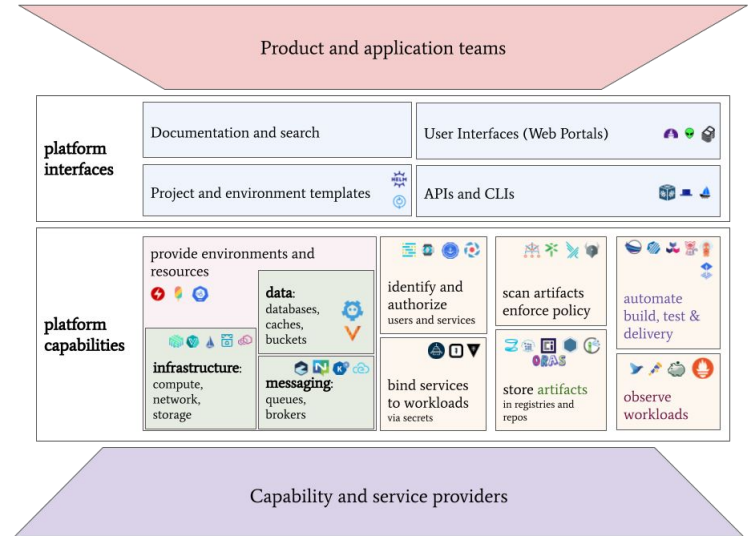 Product and application teams
platform
interfaces
Documentation and search
User Interfaces (Web Portals)
Project and environment templates
HELM
APIs and CLIs
platform
capabilities
provide environments and
resources
data:
databases,
caches,
buckets
infrastructure:
compute,
network,
storage
messaging:
queues,
brokers
identify and
authorize
users and services
bind services
to workloads
via secrets
scan artifacts
enforce policy
ORAS
store artifacts
in registries and
repos
automate
build, test &
delivery
observe
workloads
Capability and service providers